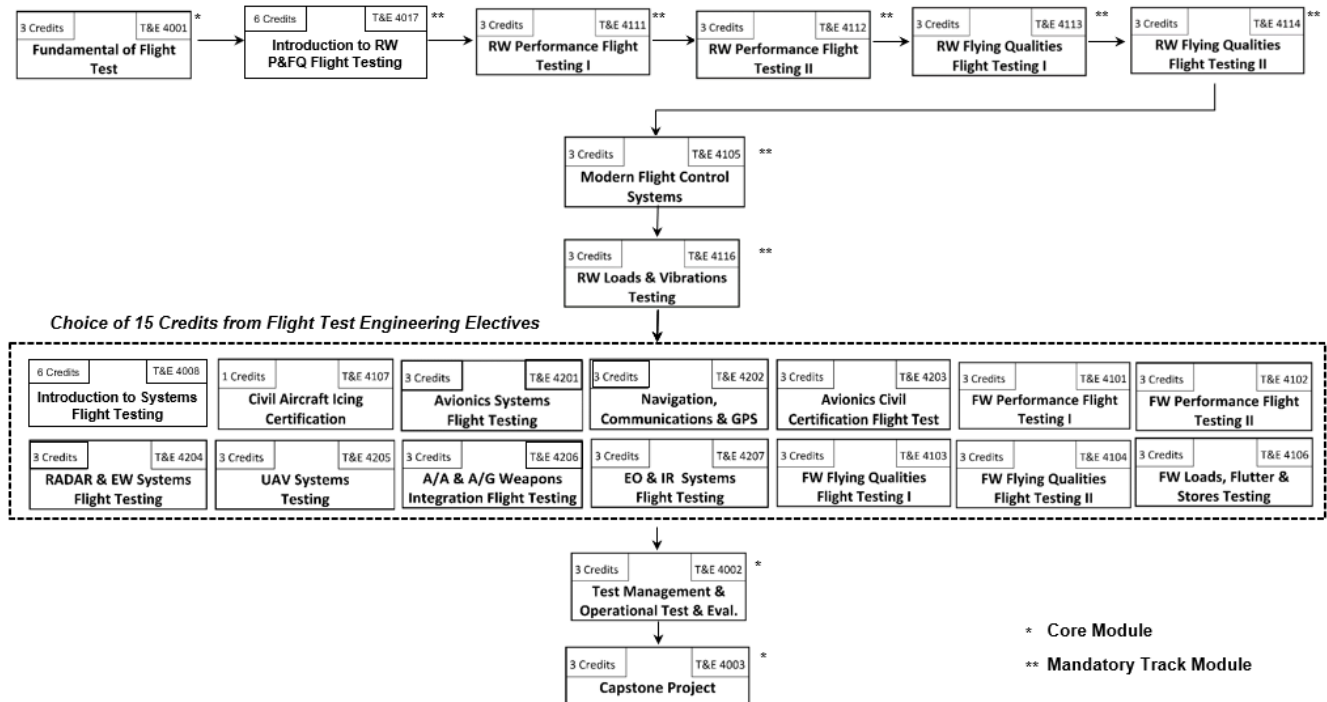 3 Credits T&E 4001 *
Fundamental of Flight
Test
6 Credits T&E 4017 **
Introduction to RW
P&FQ Flight Testing
3 Credits T&E 4111 **
RW Performance Flight
Testing I
3 Credits T&E 4112 **
RW Performance Flight
Testing II
3 Credits T&E 4113 **
RW Flying Qualities
Flight Testing I
3 Credits T&E 4114 **
RW Flying Qualities
Flight Testing II
3 Credits T&E 4105 **
Modern Flight Control
Systems
3 Credits T&E 4116 **
RW Loads & Vibrations
Testing
Choice of 15 Credits from Flight Test Engineering Electives
6 Credits T&E 4008
Introduction to Systems
Flight Testing
1 Credits T&E 4107
Civil Aircraft Icing
Certification
3 Credits T&E 4201
Avionics Systems
Flight Testing
3 Credits T&E 4202
Navigation,
Communications & GPS
3 Credits T&E 4203
Avionics Civil
Certification Flight Test
3 Credits T&E 4101
FW Performance Flight
Testing I
3 Credits T&E 4102
FW Performance Flight
Testing II
3 Credits T&E 4204
RADAR & EW Systems
Flight Testing
3 Credits T&E 4205
UAV Systems
Testing
3 Credits T&E 4206
A/A & A/G Weapons
Integration Flight Testing
3 Credits T&E 4207
EO & IR Systems
Flight Testing
3 Credits T&E 4103
FW Flying Qualities
Flight Testing I
3 Credits T&E 4104
FW Flying Qualities
Flight Testing II
3 Credits T&E 4106
FW Loads, Flutter &
Stores Testing
3 Credits T&E 4002 *
Test Management &
Operational Test & Eval.
3 Credits T&E 4003 *
Capstone Project
* Core Module
** Mandatory Track Module